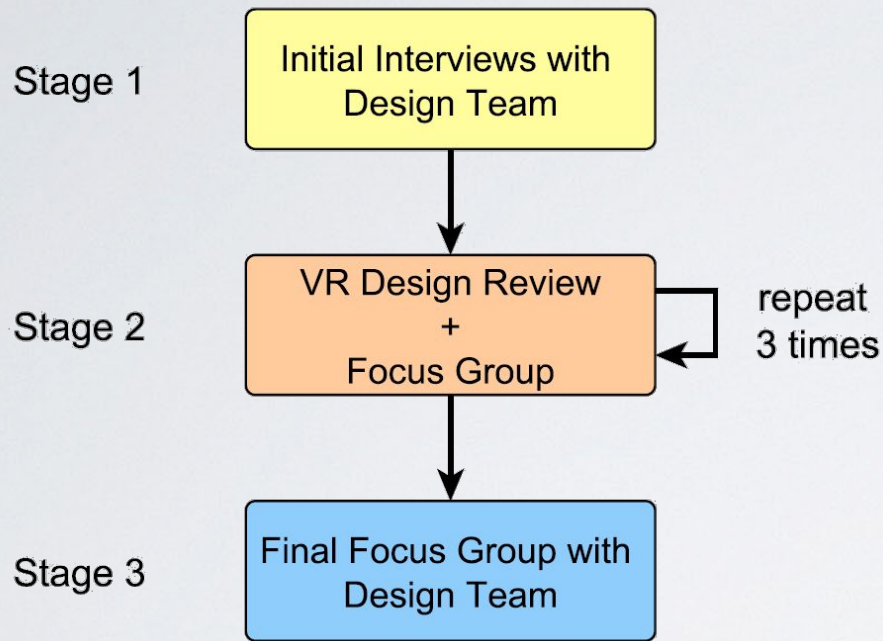 Stage 1
Initial Interviews with
Design Team
Stage 2
VR Design Review
+
Focus Group
repeat
3 times
Stage 3
Final Focus Group with
Design Team